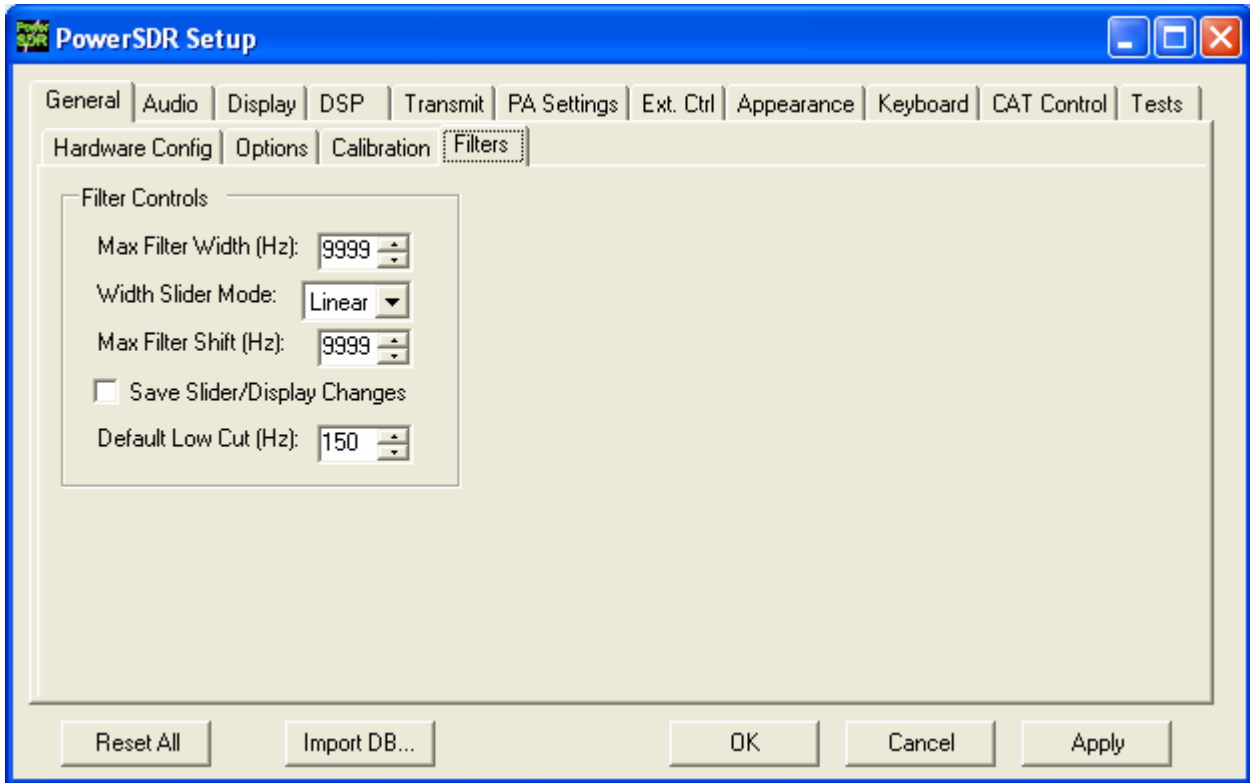 Power SDR PowerSDR Setup
General Audio Display DSP Transmit PA Settings Ext. Ctrl Appearance Keyboard CAT Control Tests
Hardware Config Options Calibration Filters
Filter Controls
Max Filter Width (Hz): 9999
Width Slider Mode: Linear
Max Filter Shift (Hz): 9999
Save Slider/Display Changes
Default Low Cut (Hz): 150
Reset All Import DB... OK Cancel Apply